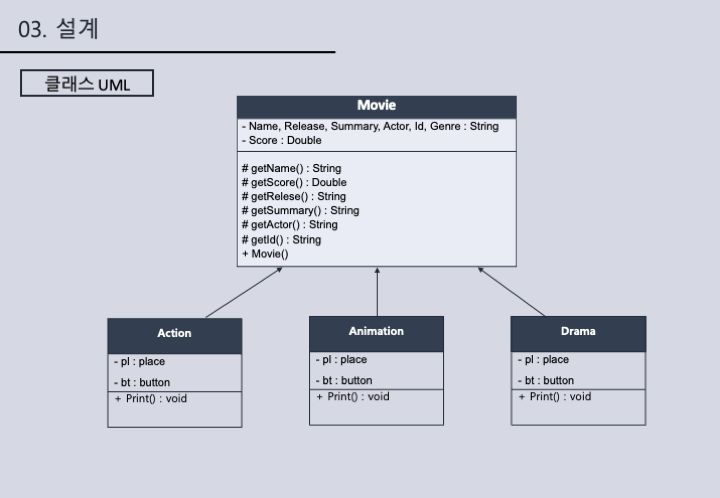 03. 설계
클래스 UML
Movie
- Name, Release, Summary, Actor, Id, Genre : String
- Score : Double
# getName() : String
# getScore() : Double
# getRelese() : String
# getSummary() : String
# getActor() : String
# getId() : String
+ Movie()
Action
- pl : place
- bt : button
+ Print() : void
Animation
- pl : place
- bt : button
+ Print() : void
Drama
- pl : place
- bt : button
+ Print() : void